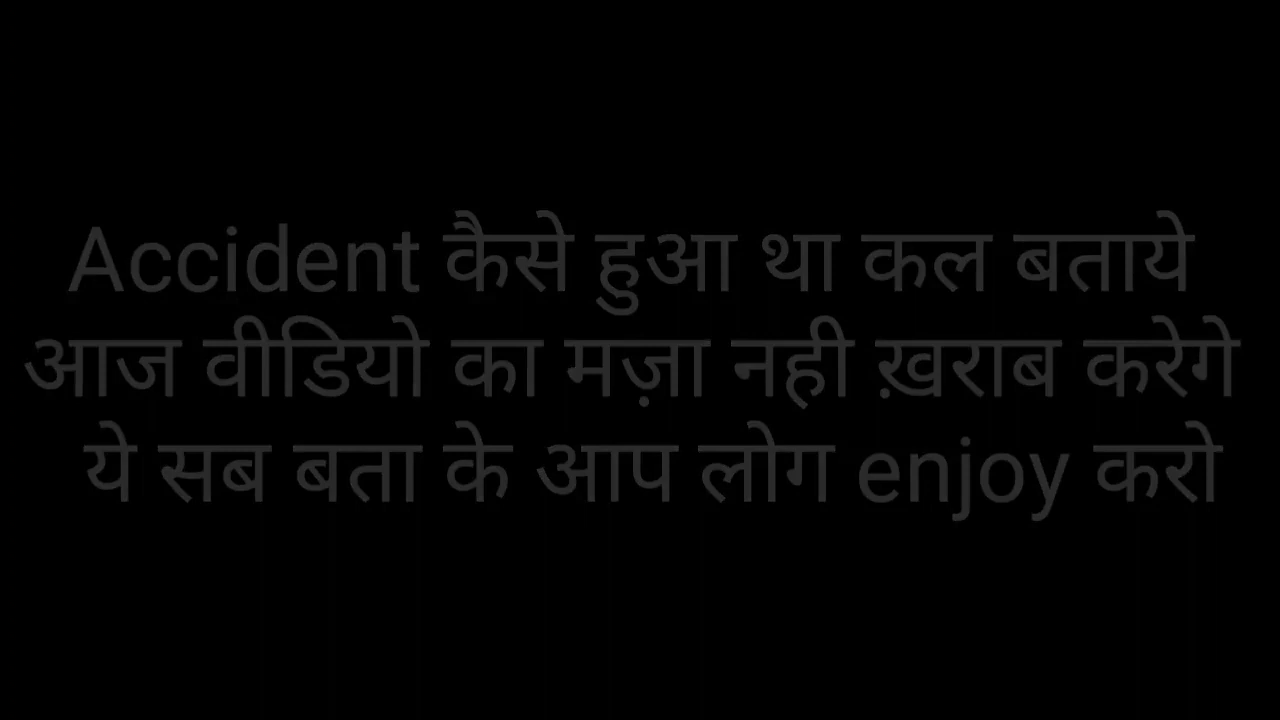 Accident कैसे हुआ था कल बताये
आज वीडियो का मज़ा नही ख़राब करेगे
ये सब बता के आप लोग enjoy करो